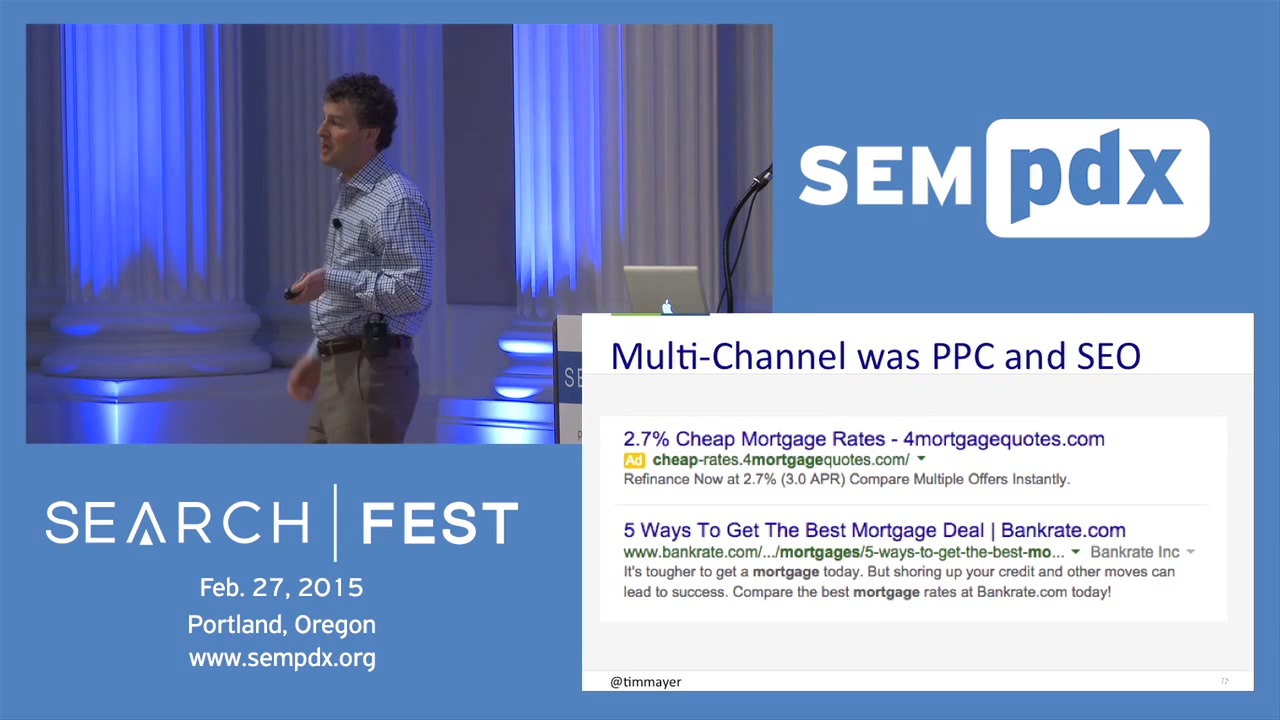 SEM pdx
SE
Multi-Channel was PPC and SEO
2.7% Cheap Mortgage Rates - 4mortgagequotes.com
Ad cheap-rates.4mortgagequotes.com/
Refinance Now at 2.7% (3.0 APR) Compare Multiple Offers Instantly.
5 Ways To Get The Best Mortgage Deal | Bankrate.com
www.bankrate.com/.../mortgages/5-ways-to-get-the-best-mo... Bankrate Inc
It's tougher to get a mortgage today. But shoring up your credit and other moves can
lead to success. Compare the best mortgage rates at Bankrate.com today!
@timmayer
SEARCH FEST
Feb. 27, 2015
Portland, Oregon
www.sempdx.org